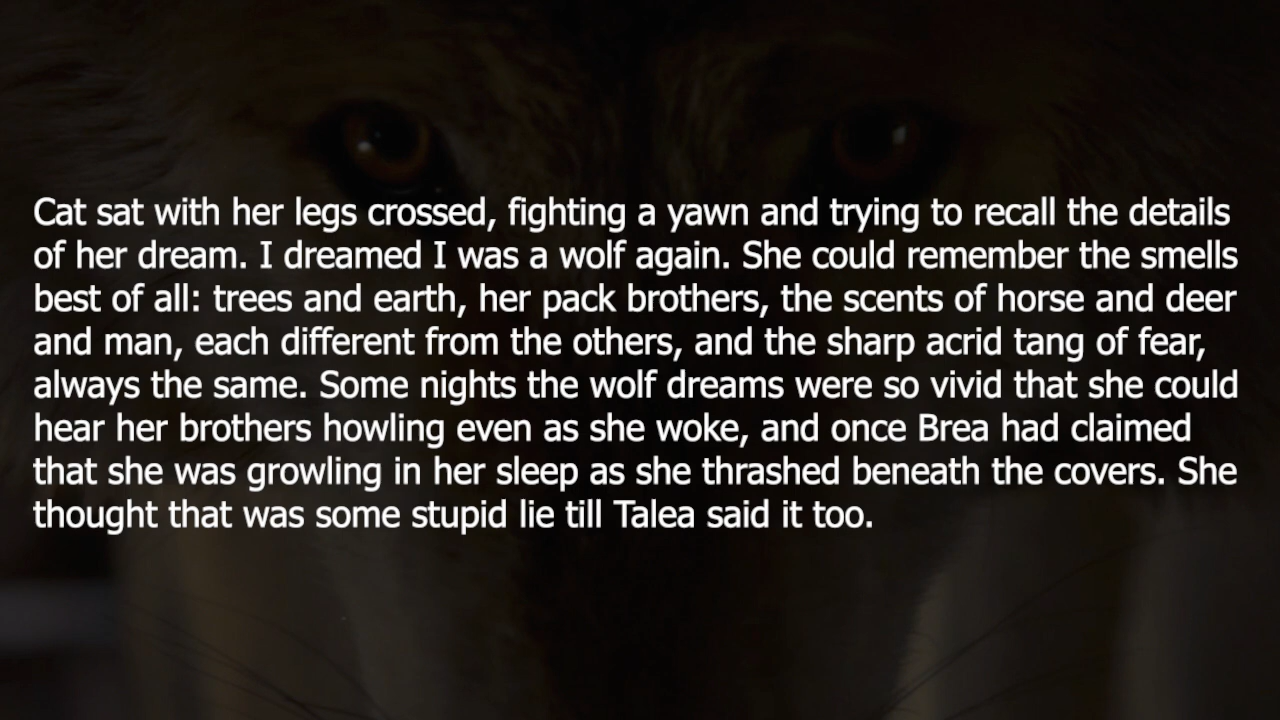 Cat sat with her legs crossed, fighting a yawn and trying to recall the details
of her dream. I dreamed I was a wolf again. She could remember the smells
best of all: trees and earth, her pack brothers, the scents of horse and deer
and man, each different from the others, and the sharp acrid tang of fear,
always the same. Some nights the wolf dreams were so vivid that she could
hear her brothers howling even as she woke, and once Brea had claimed
that she was growling in her sleep as she thrashed beneath the covers. She
thought that was some stupid lie till Talea said it too.